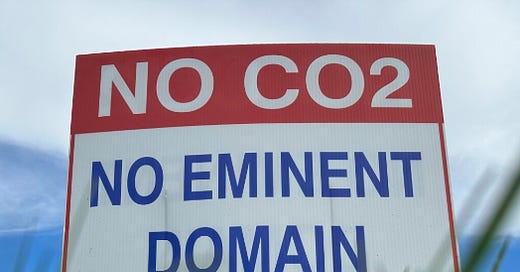 NO CO2
NO EMINENT
DOMAIN